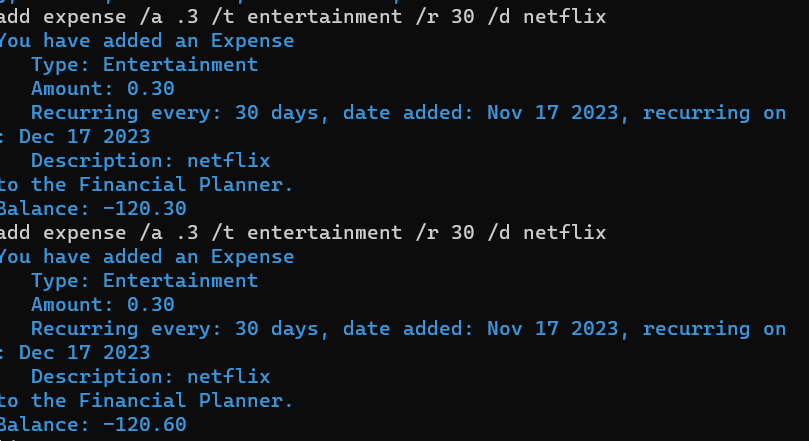 add expense /a .3 /t entertainment /r 30 /d netflix
You have added an Expense
Type: Entertainment
Amount: 0.30
Recurring every: 30 days, date added: Nov 17 2023, recurring on
: Dec 17 2023
Description: netflix
to the Financial Planner.
Balance: -120.30
add expense /a .3 /t entertainment /r 30 /d netflix
You have added an Expense
Type: Entertainment
Amount: 0.30
Recurring every: 30 days, date added: Nov 17 2023, recurring on
: Dec 17 2023
Description: netflix
to the Financial Planner.
Balance: -120.60